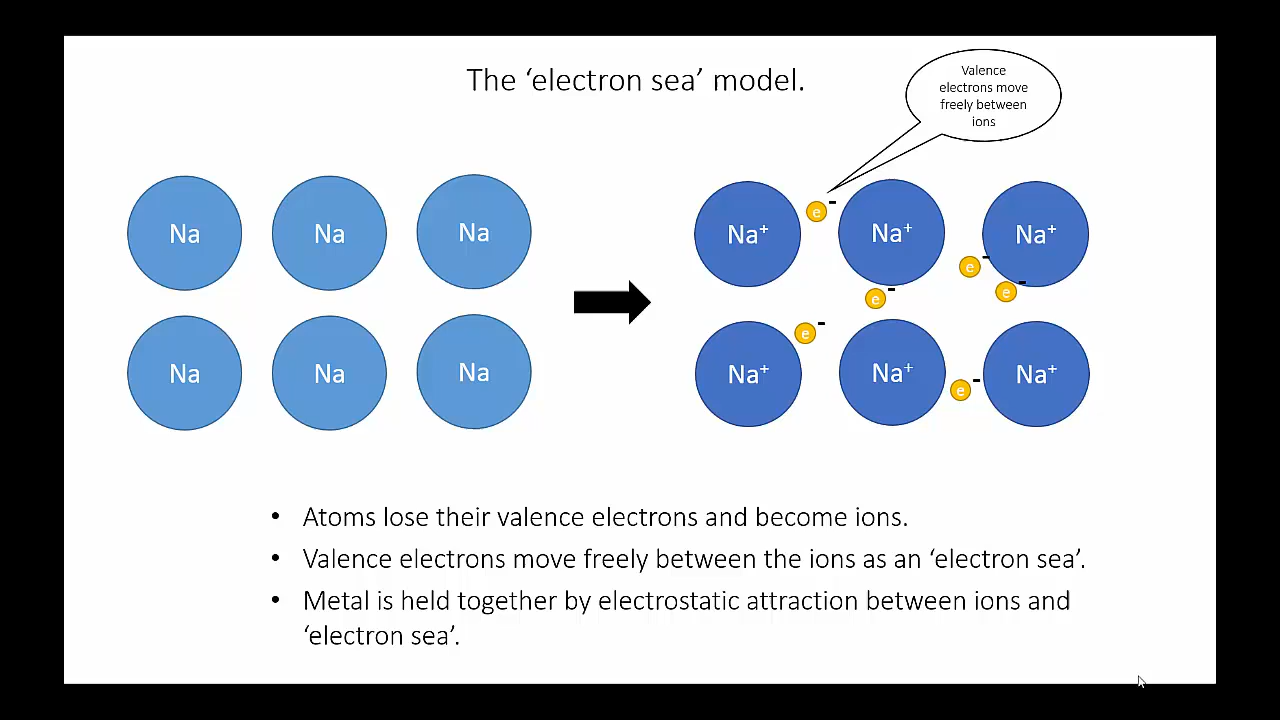 The ‘electron sea’ model.
Valence
electrons move
freely between
ions
Na Na Na
Na⁺ e⁻ Na⁺ Na⁺
e⁻
e⁻ e⁻
Na Na Na
Na⁺ e⁻ Na⁺ e⁻ Na⁺
• Atoms lose their valence electrons and become ions.
• Valence electrons move freely between the ions as an ‘electron sea’.
• Metal is held together by electrostatic attraction between ions and
‘electron sea’.